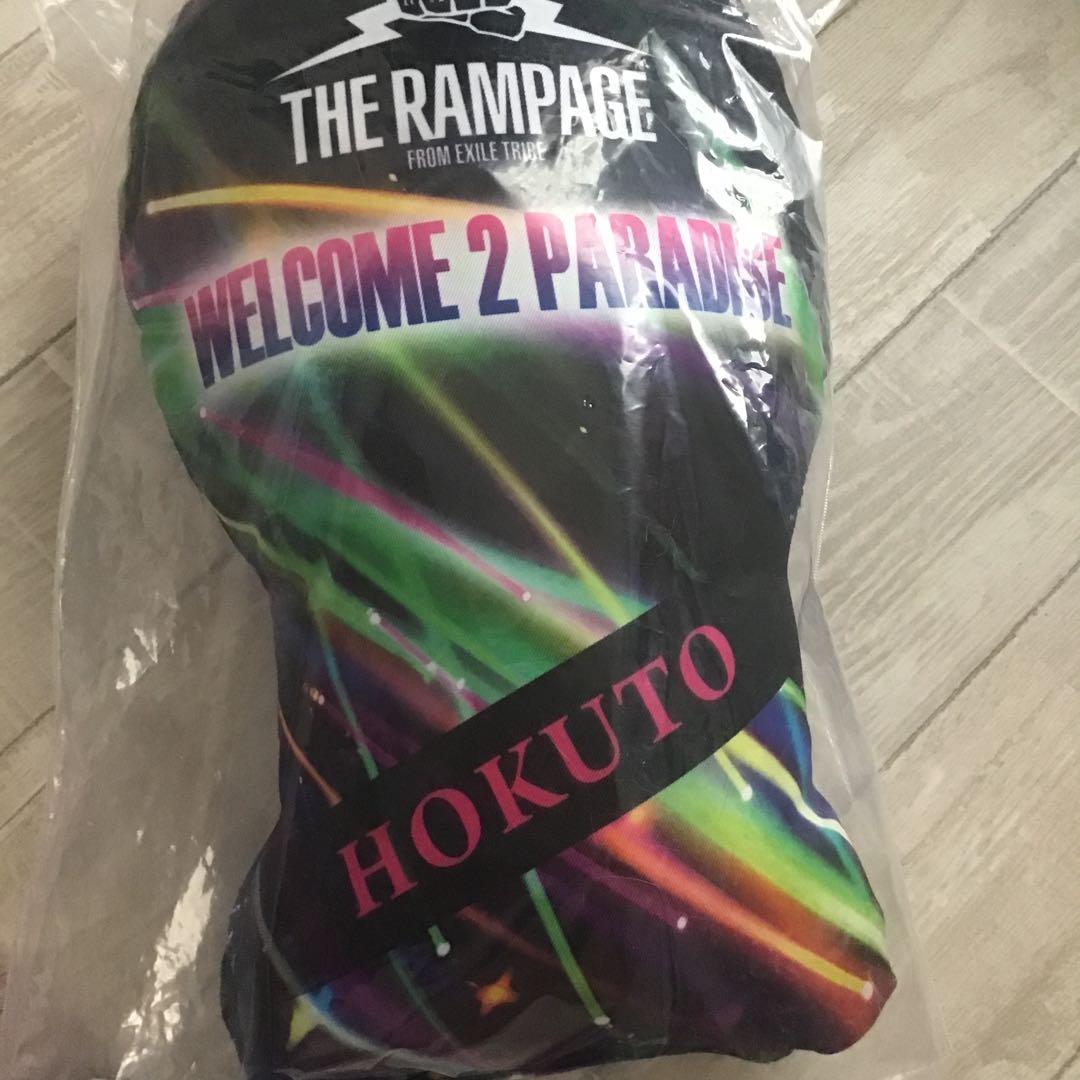 THE RAMPAGE
FROM EXILE TRIBE
WELCOME 2 PARADISE
HOKUTO